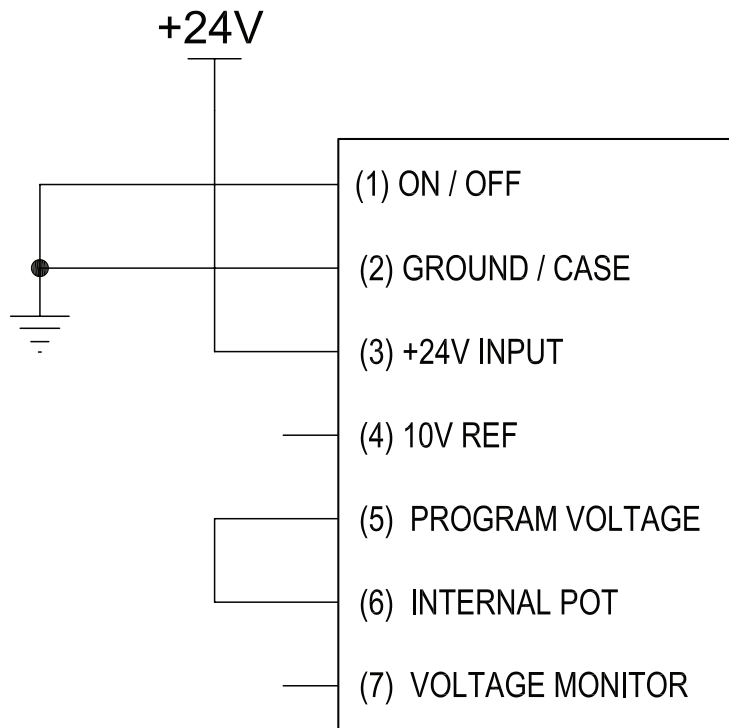 +24V
(1) ON / OFF
(2) GROUND / CASE
(3) +24V INPUT
(4) 10V REF
(5) PROGRAM VOLTAGE
(6) INTERNAL POT
(7) VOLTAGE MONITOR